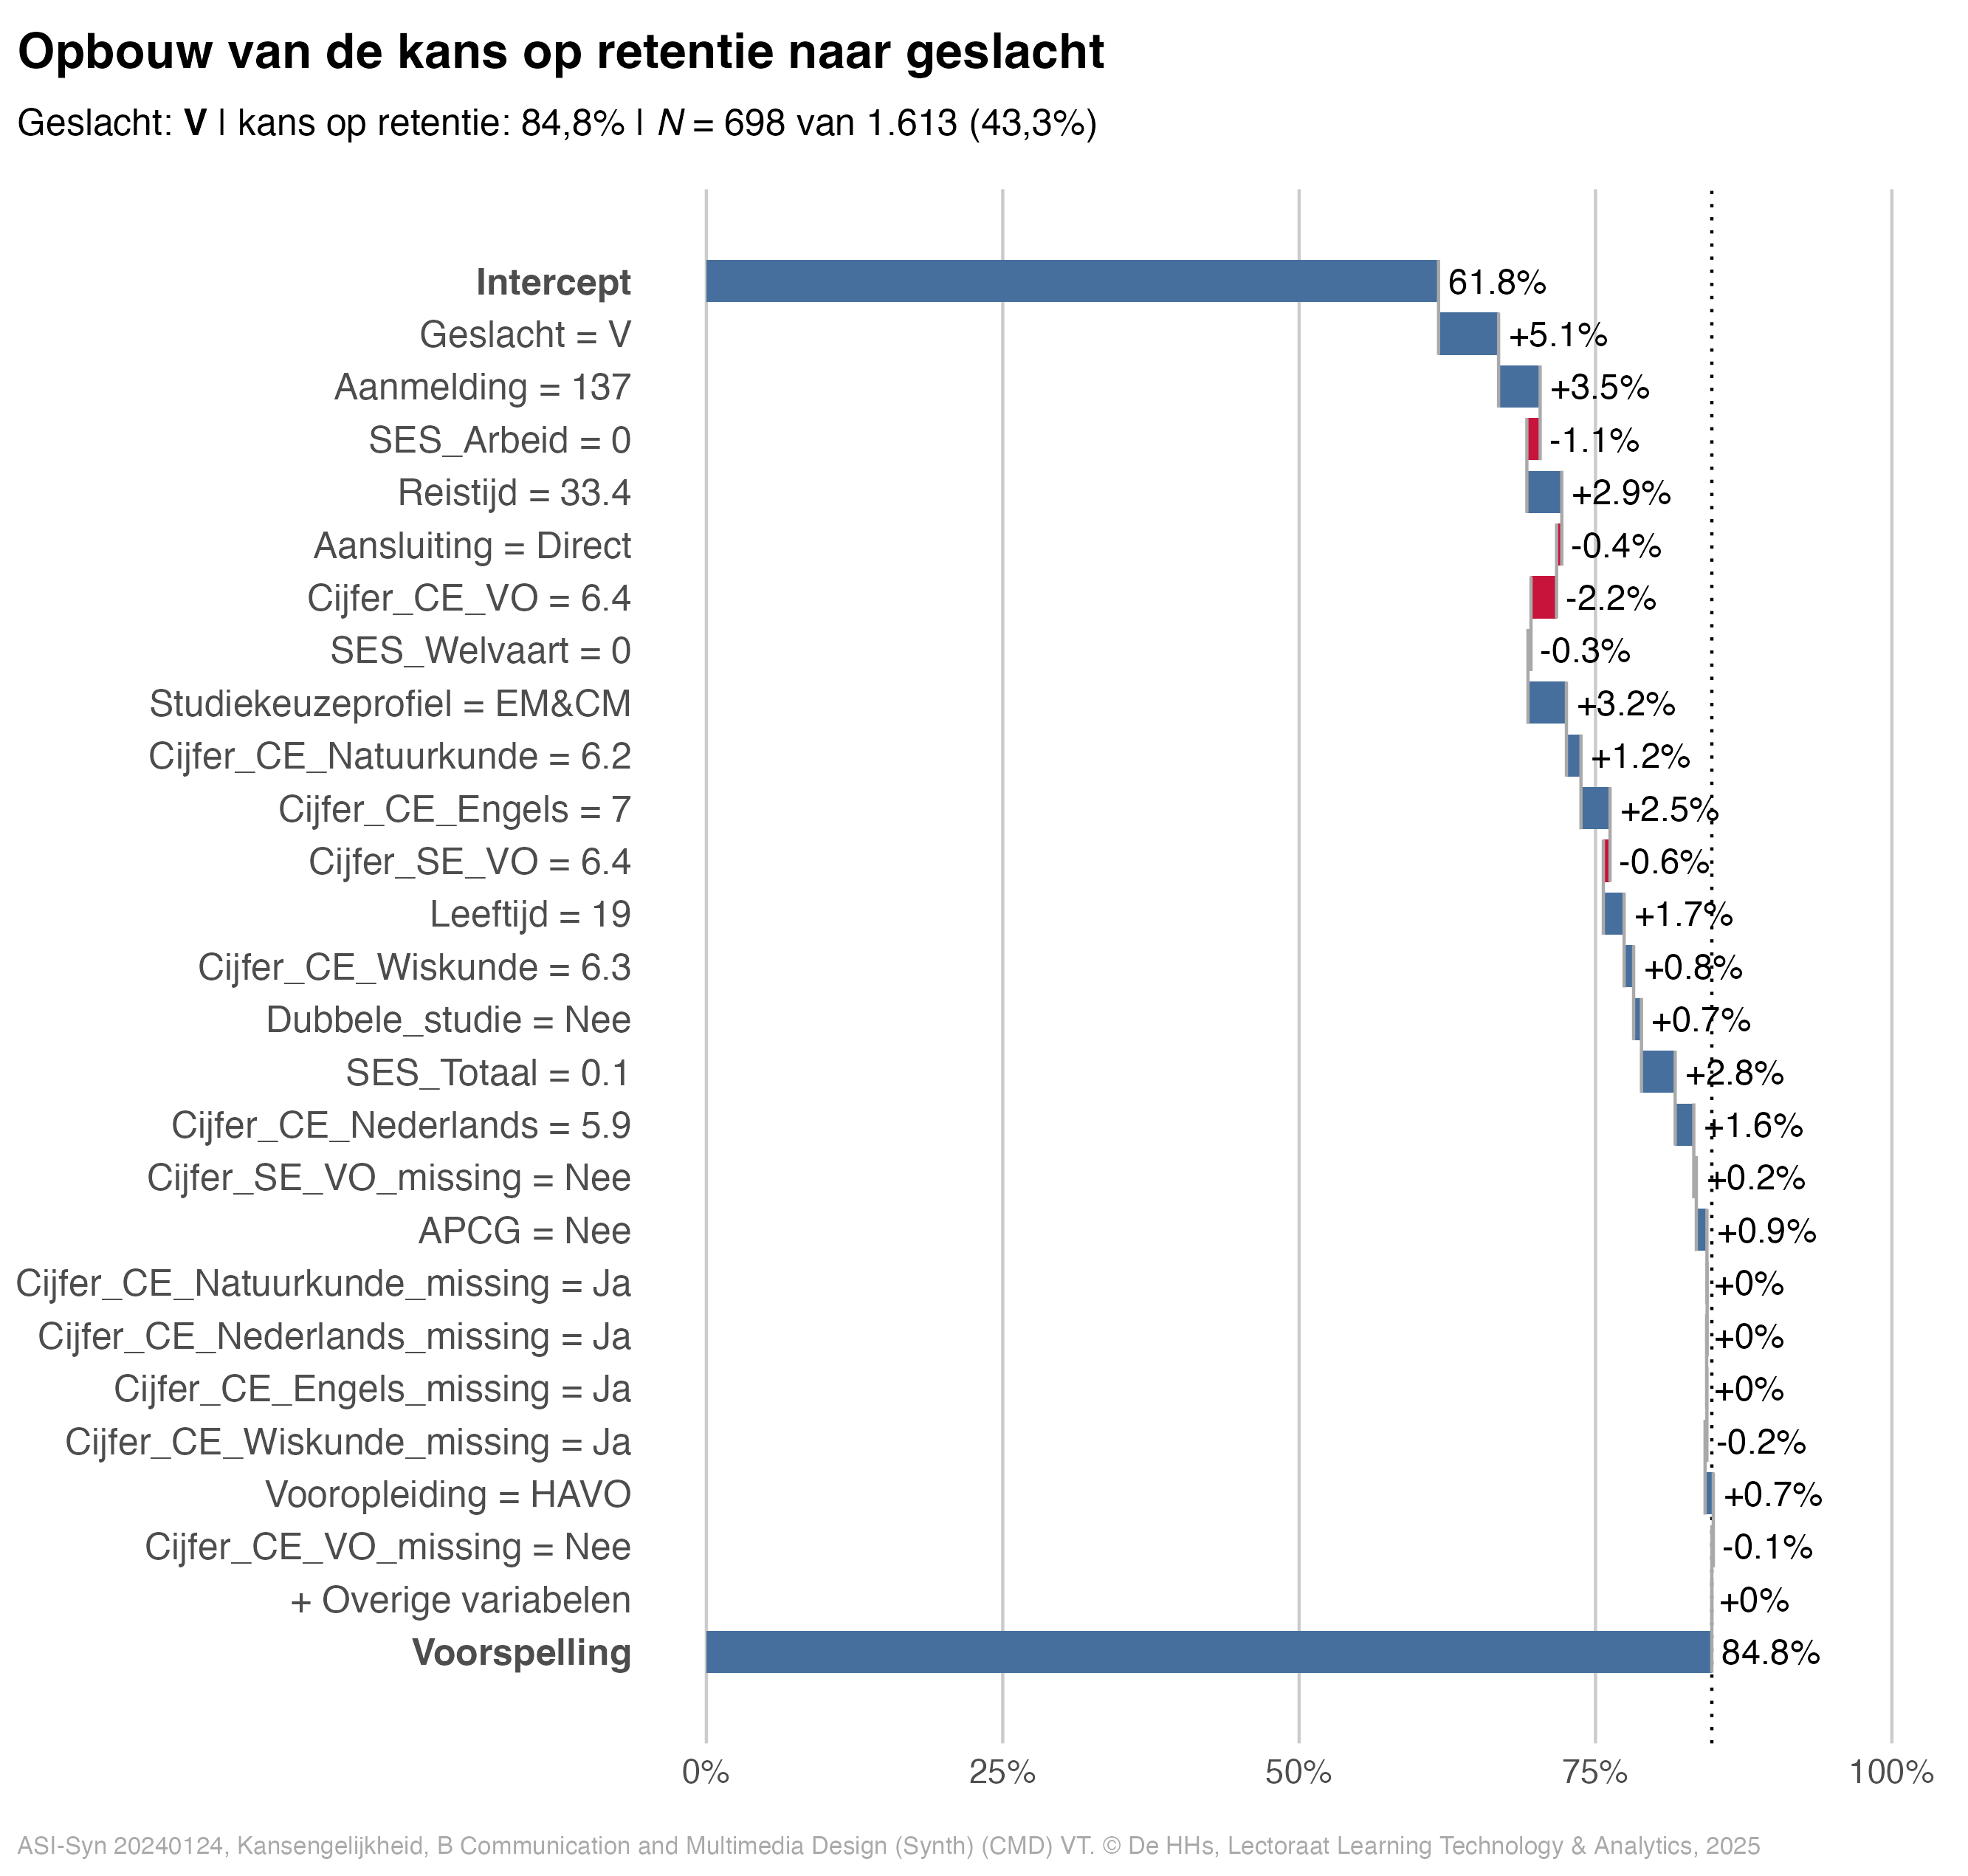 Opbouw van de kans op retentie naar geslacht
Geslacht: V | kans op retentie: 84,8% | N = 698 van 1.613 (43,3%)
Intercept 61.8%
Geslacht = V +5.1%
Aanmelding = 137 +3.5%
SES_Arbeid = 0 -1.1%
Reistijd = 33.4 +2.9%
Aansluiting = Direct -0.4%
Cijfer_CE_VO = 6.4 -2.2%
SES_Welvaart = 0 -0.3%
Studiekeuzeprofiel = EM&CM +3.2%
Cijfer_CE_Natuurkunde = 6.2 +1.2%
Cijfer_CE_Engels = 7 +2.5%
Cijfer_SE_VO = 6.4 -0.6%
Leeftijd = 19 +1.7%
Cijfer_CE_Wiskunde = 6.3 +0.8%
Dubbele_studie = Nee +0.7%
SES_Totaal = 0.1 +2.8%
Cijfer_CE_Nederlands = 5.9 +1.6%
Cijfer_SE_VO_missing = Nee +0.2%
APCG = Nee +0.9%
Cijfer_CE_Natuurkunde_missing = Ja +0%
Cijfer_CE_Nederlands_missing = Ja +0%
Cijfer_CE_Engels_missing = Ja +0%
Cijfer_CE_Wiskunde_missing = Ja -0.2%
Vooropleiding = HAVO +0.7%
Cijfer_CE_VO_missing = Nee -0.1%
+ Overige variabelen +0%
Voorspelling 84.8%
0% 25% 50% 75% 100%
ASI-Syn 20240124, Kansengelijkheid, B Communication and Multimedia Design (Synth) (CMD) VT. © De HHs, Lectoraat Learning Technology & Analytics, 2025